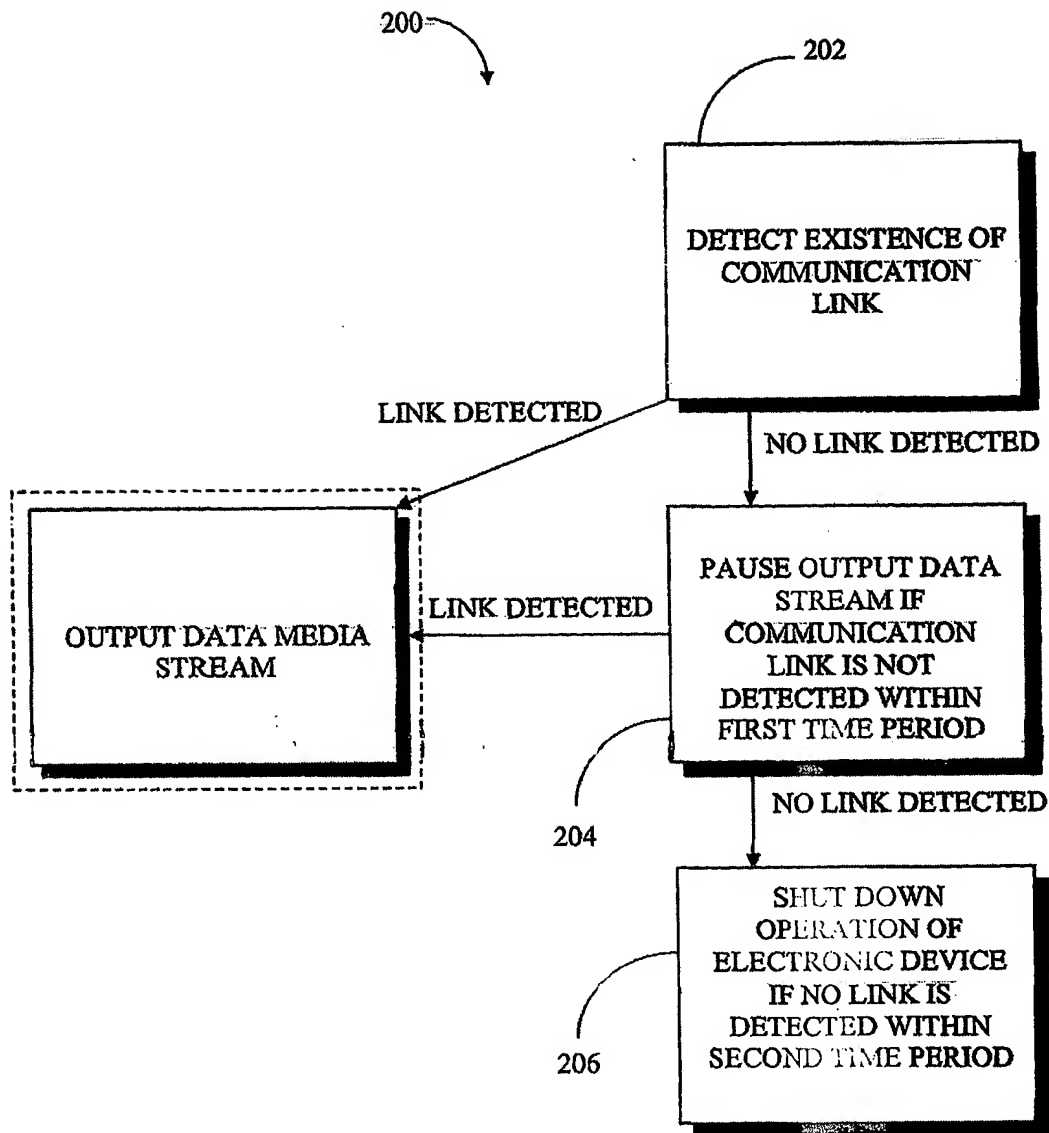 200
202
DETECT EXISTENCE OF
COMMUNICATION
LINK
LINK DETECTED
NO LINK DETECTED
OUTPUT DATA MEDIA
STREAM
LINK DETECTED
PAUSE OUTPUT DATA
STREAM IF
COMMUNICATION
LINK IS NOT
DETECTED WITHIN
FIRST TIME PERIOD
204
NO LINK DETECTED
SHUT DOWN
OPERATION OF
ELECTRONIC DEVICE
IF NO LINK IS
DETECTED WITHIN
SECOND TIME PERIOD
206